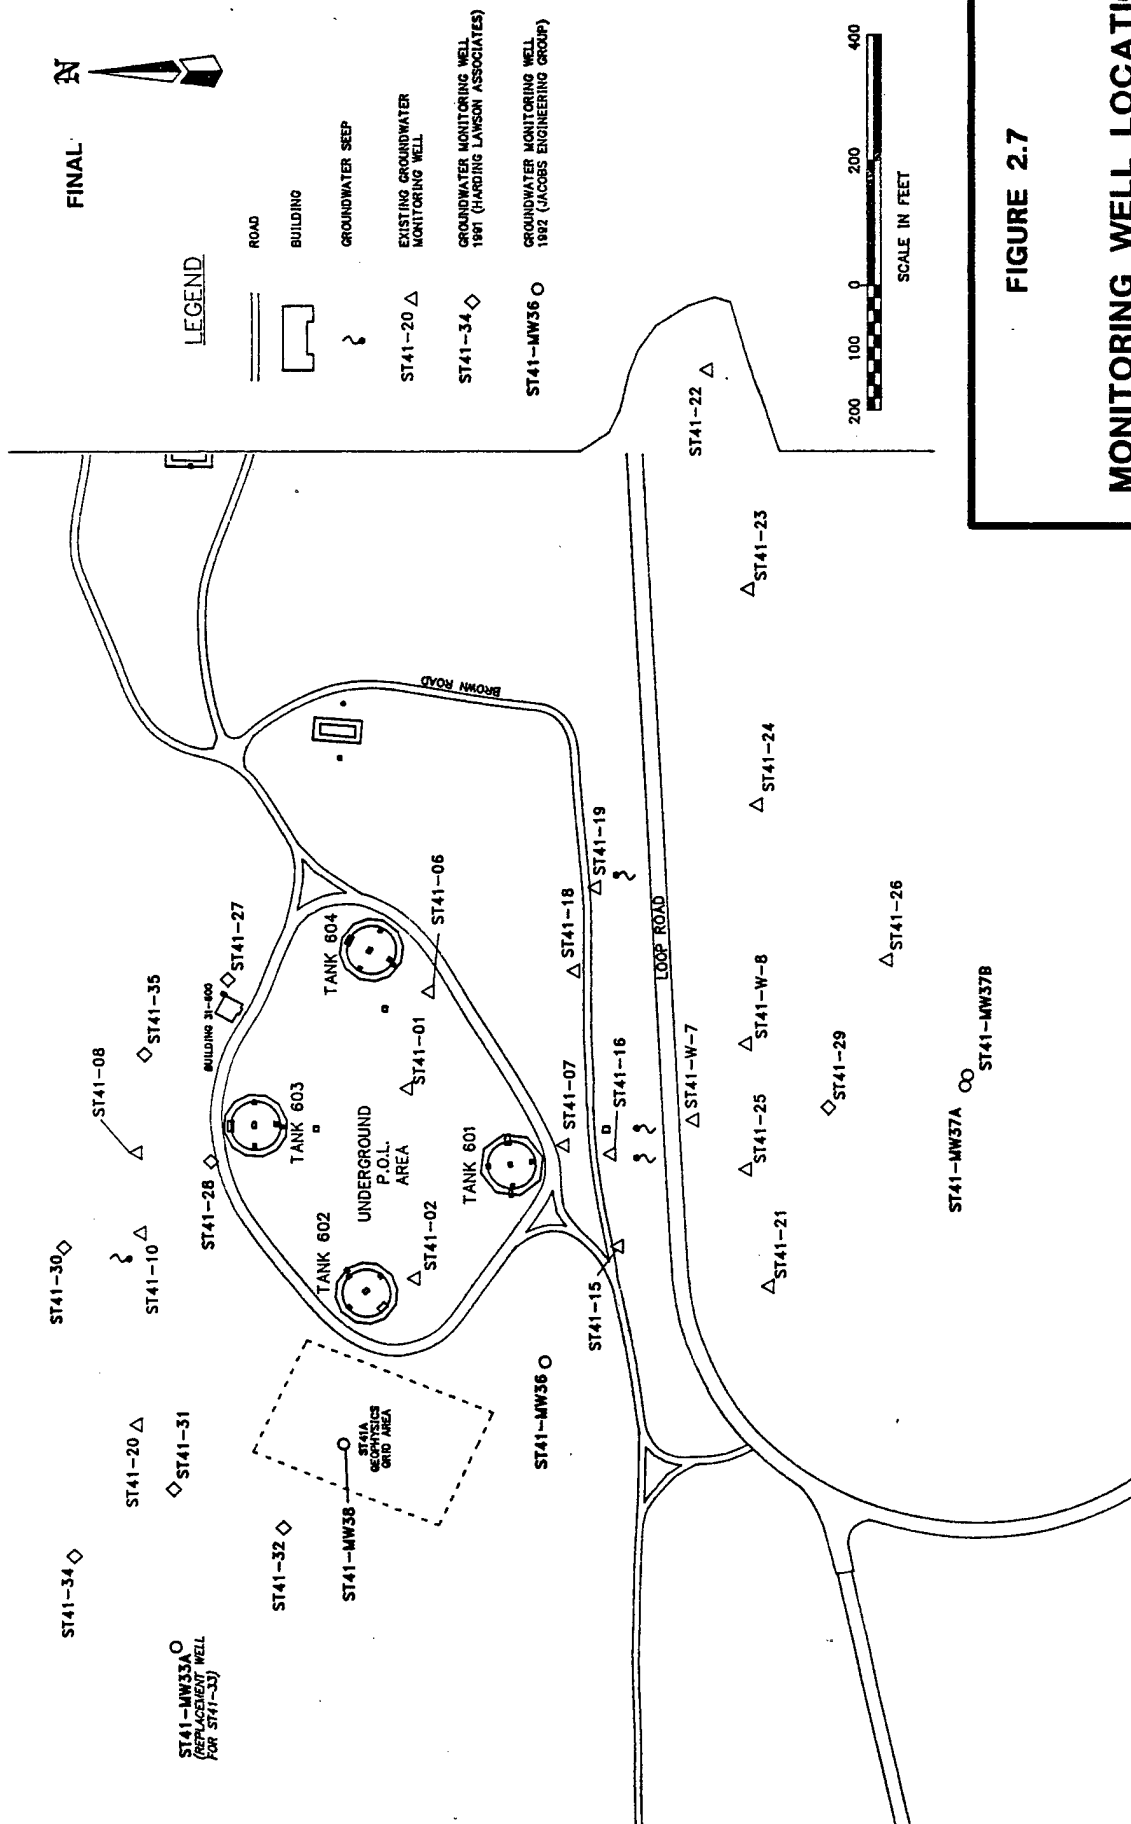 FINAL
N
LEGEND
ROAD
BUILDING
GROUNDWATER SEEP
ST41-20
EXISTING GROUNDWATER
MONITORING WELL
ST41-34
GROUNDWATER MONITORING WELL
1991 (HARDING LAWSON ASSOCIATES)
ST41-MW36
GROUNDWATER MONITORING WELL
1992 (JACOBS ENGINEERING GROUP)
200 100 0 200 400
SCALE IN FEET
FIGURE 2.7
MONITORING WELL LOCATIO
ST41-34
ST41-30
ST41-08
ST41-35
ST41-20
ST41-10
ST41-31
ST41-MW33A
(REPLACEMENT WELL
FOR ST41-33)
ST41-28
BUILDING 31-600
ST41-27
ST41-32
TANK 603
TANK 602
TANK 604
ST41-MW38
ST41A
GEOPHYSICS
GRID AREA
UNDERGROUND
P.O.L.
AREA
ST41-01
ST41-06
ST41-02
BROWN ROAD
TANK 601
ST41-MW36
ST41-07
ST41-18
ST41-15
ST41-16
ST41-19
LOOP ROAD
ST41-W-7
ST41-22
ST41-21
ST41-25
ST41-W-8
ST41-24
ST41-23
ST41-29
ST41-26
ST41-MW37A
ST41-MW37B